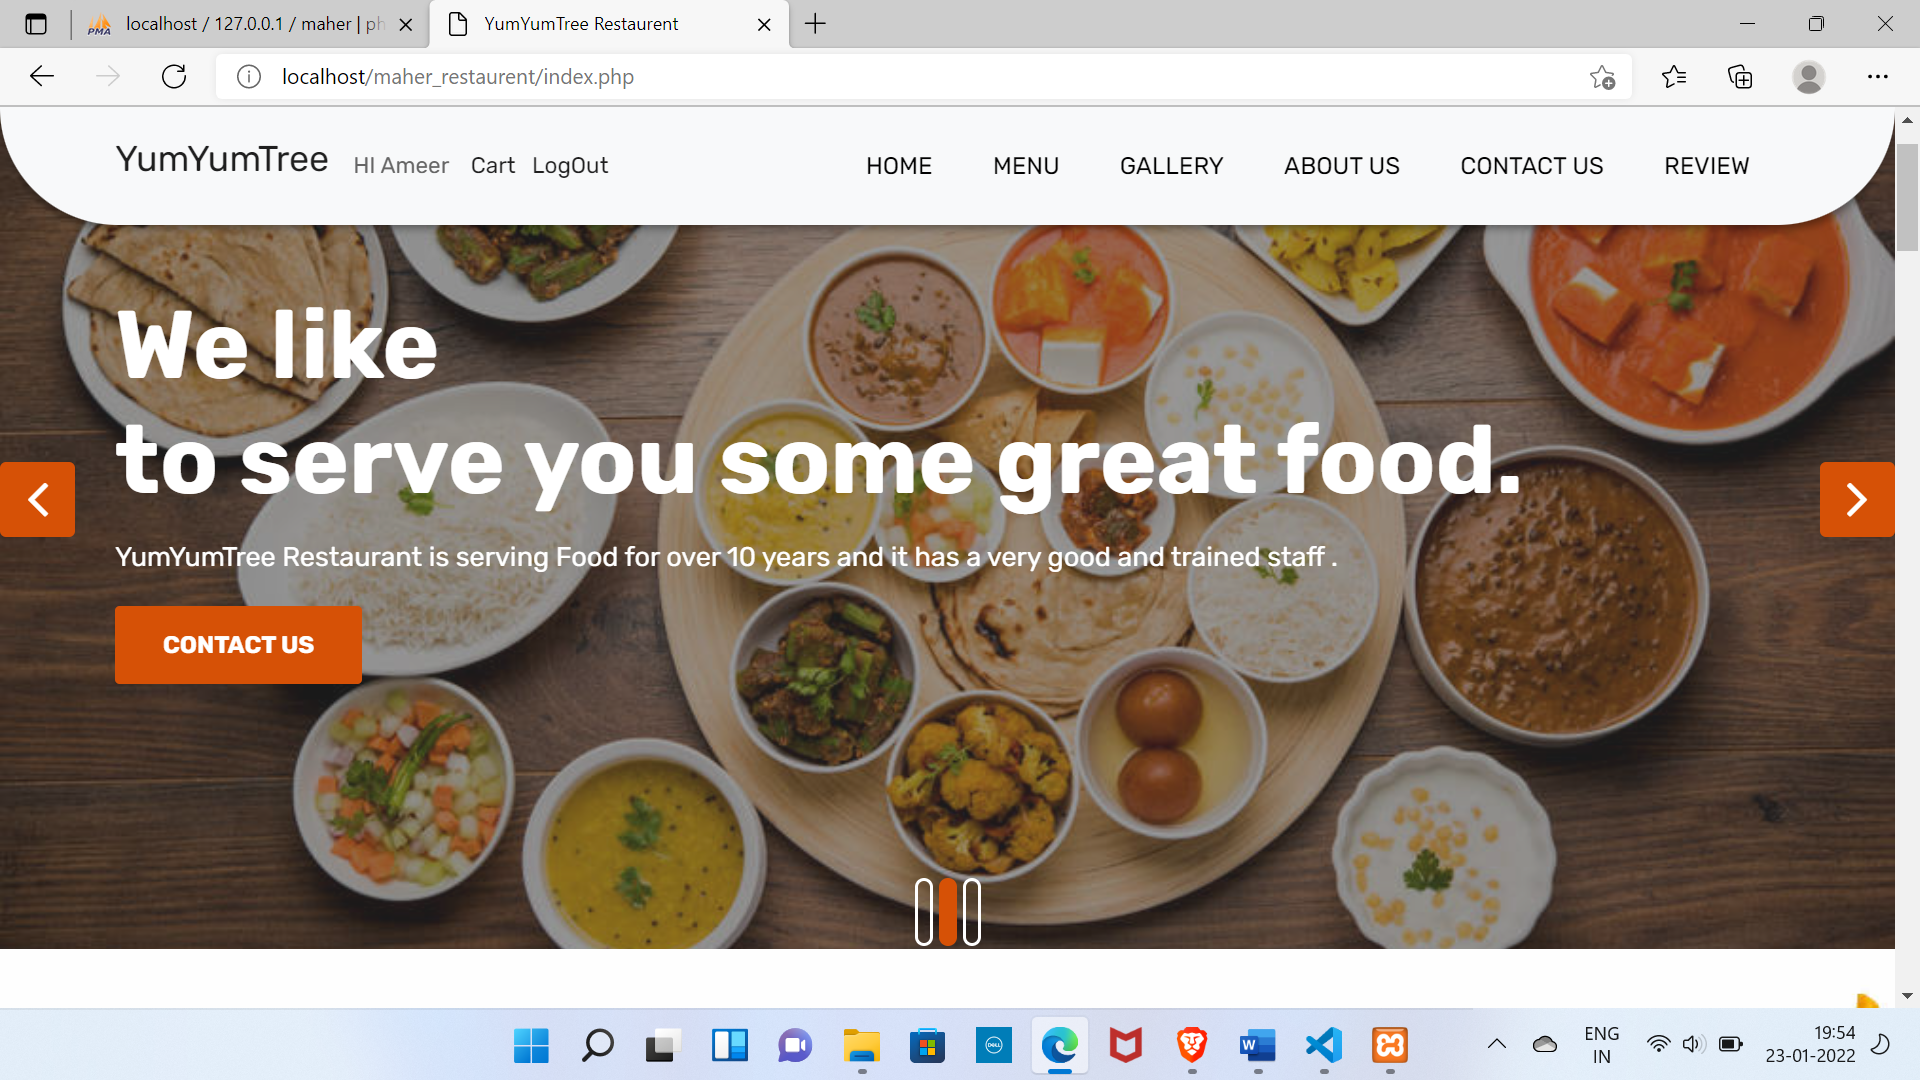 PMA localhost / 127.0.0.1 / maher | ph
YumYumTree Restaurent
localhost/maher_restaurent/index.php
YumYumTree HI Ameer Cart LogOut HOME MENU GALLERY ABOUT US CONTACT US REVIEW
We like
to serve you some great food.
YumYumTree Restaurant is serving Food for over 10 years and it has a very good and trained staff .
CONTACT US
DELL
W
ENG
IN
19:54
23-01-2022